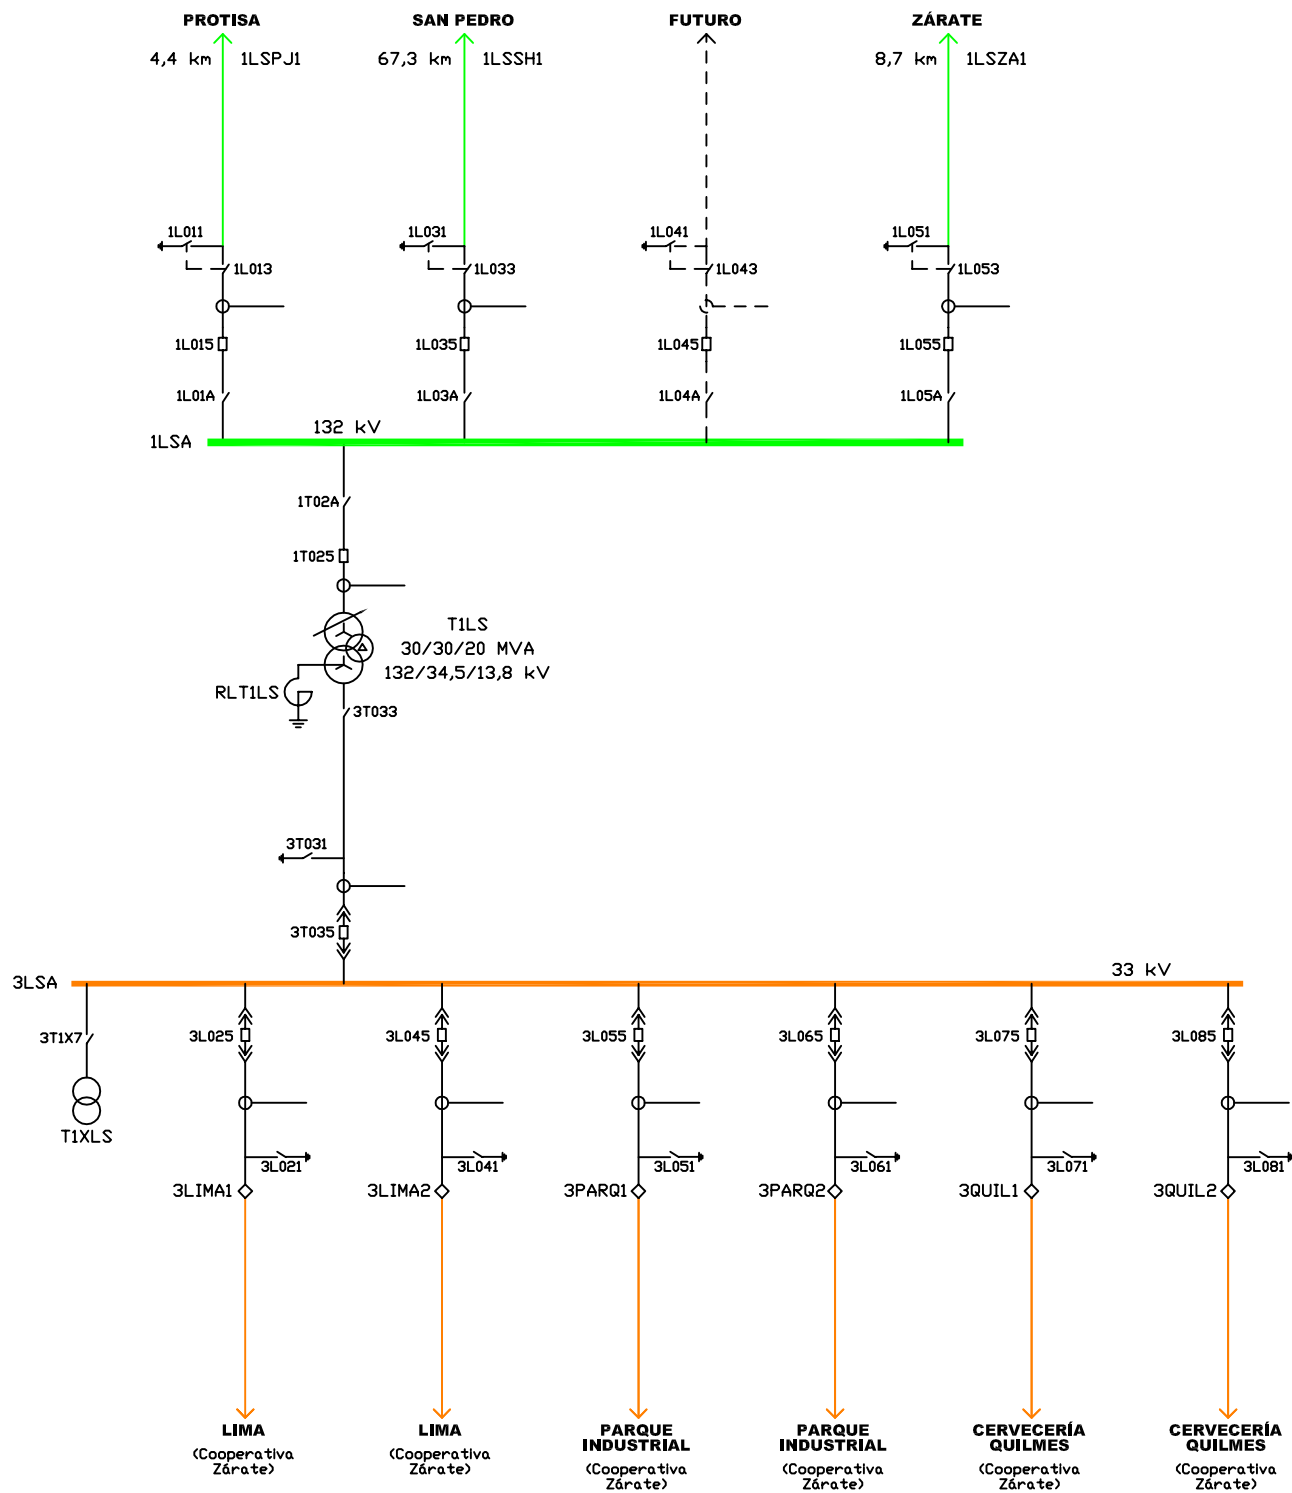 PROTISA
SAN PEDRO
FUTURO
ZÁRATE
4,4 km 1LSPJ1
67,3 km 1LSSH1
8,7 km 1LSZA1
1L011
1L031
1L041
1L051
1L013
1L033
1L043
1L053
1L015
1L035
1L045
1L055
1L01A
1L03A
1L04A
1L05A
132 kV
1LSA
1T02A
1T025
T1LS
30/30/20 MVA
132/34,5/13,8 kV
RLT1LS
3T033
3T031
3T035
33 kV
3LSA
3T1X7
3L025
3L045
3L055
3L065
3L075
3L085
T1XLS
3L021
3L041
3L051
3L061
3L071
3L081
3LIMA1
3LIMA2
3PARQ1
3PARQ2
3QUIL1
3QUIL2
LIMA
(Cooperativa
Zárate)
LIMA
(Cooperativa
Zárate)
PARQUE
INDUSTRIAL
(Cooperativa
Zárate)
PARQUE
INDUSTRIAL
(Cooperativa
Zárate)
CERVECERÍA
QUILMES
(Cooperativa
Zárate)
CERVECERÍA
QUILMES
(Cooperativa
Zárate)